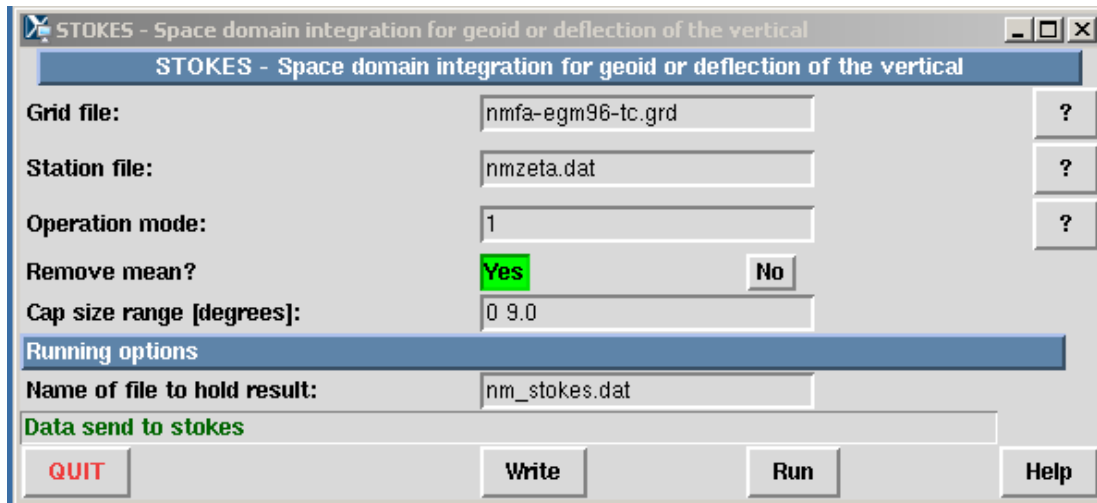 STOKES - Space domain integration for geoid or deflection of the vertical
STOKES - Space domain integration for geoid or deflection of the vertical
Grid file: nmfa-egm96-tc.grd ?
Station file: nmzeta.dat ?
Operation mode: 1 ?
Remove mean? Yes No
Cap size range [degrees]: 0 9.0
Running options
Name of file to hold result: nm_stokes.dat
Data send to stokes
QUIT Write Run Help